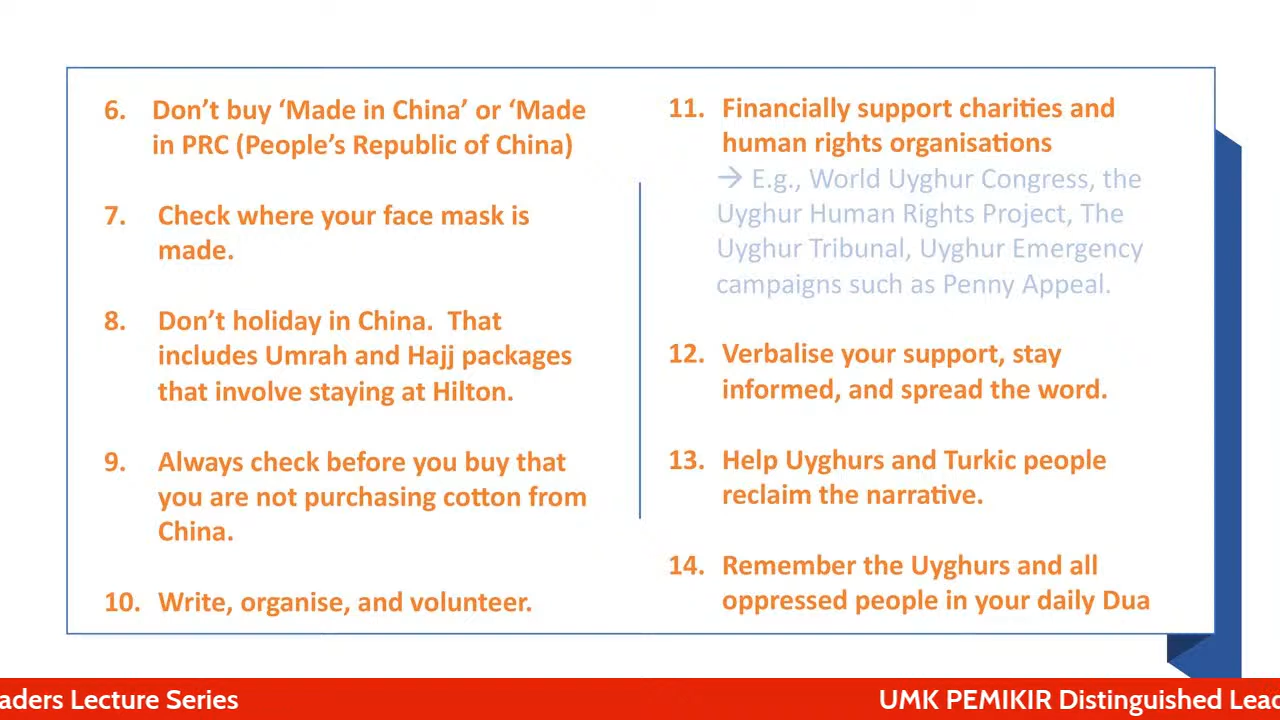 6. Don’t buy ‘Made in China’ or ‘Made
in PRC (People’s Republic of China)
7. Check where your face mask is
made.
8. Don’t holiday in China. That
includes Umrah and Hajj packages
that involve staying at Hilton.
9. Always check before you buy that
you are not purchasing cotton from
China.
10. Write, organise, and volunteer.
11. Financially support charities and
human rights organisations
→ E.g., World Uyghur Congress, the
Uyghur Human Rights Project, The
Uyghur Tribunal, Uyghur Emergency
campaigns such as Penny Appeal.
12. Verbalise your support, stay
informed, and spread the word.
13. Help Uyghurs and Turkic people
reclaim the narrative.
14. Remember the Uyghurs and all
oppressed people in your daily Dua
aders Lecture Series UMK PEMIKIR Distinguished Leac